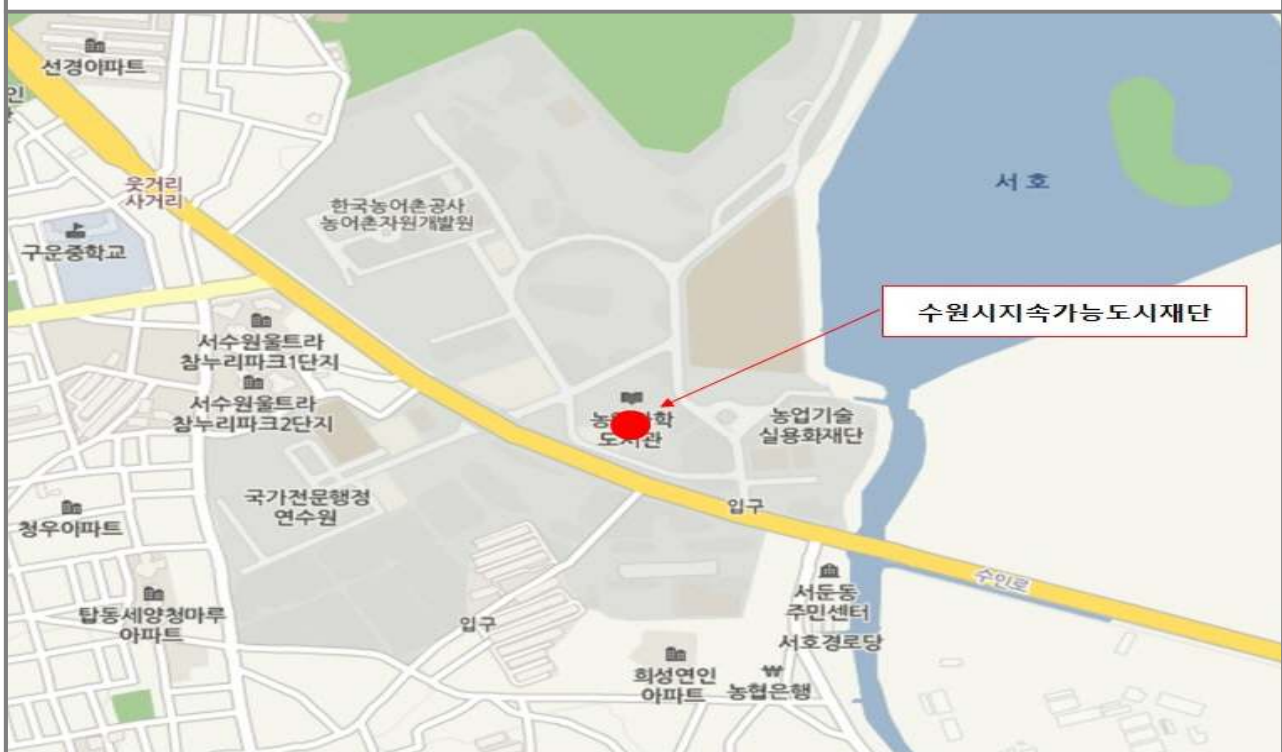 선경아파트
인
웃거리
사거리
구운중학교
한국농어촌공사
농어촌자원개발원
서호
수원시지속가능도시재단
서수원울트라
참누리파크1단지
서수원울트라
참누리파크2단지
도서관
농업기술
실용화재단
국가전문행정
연수원
입구
청우아파트
수인로
서둔동
주민센터
탑동세양청마루
아파트
입구
서호경로당
희성연인
아파트
농협은행